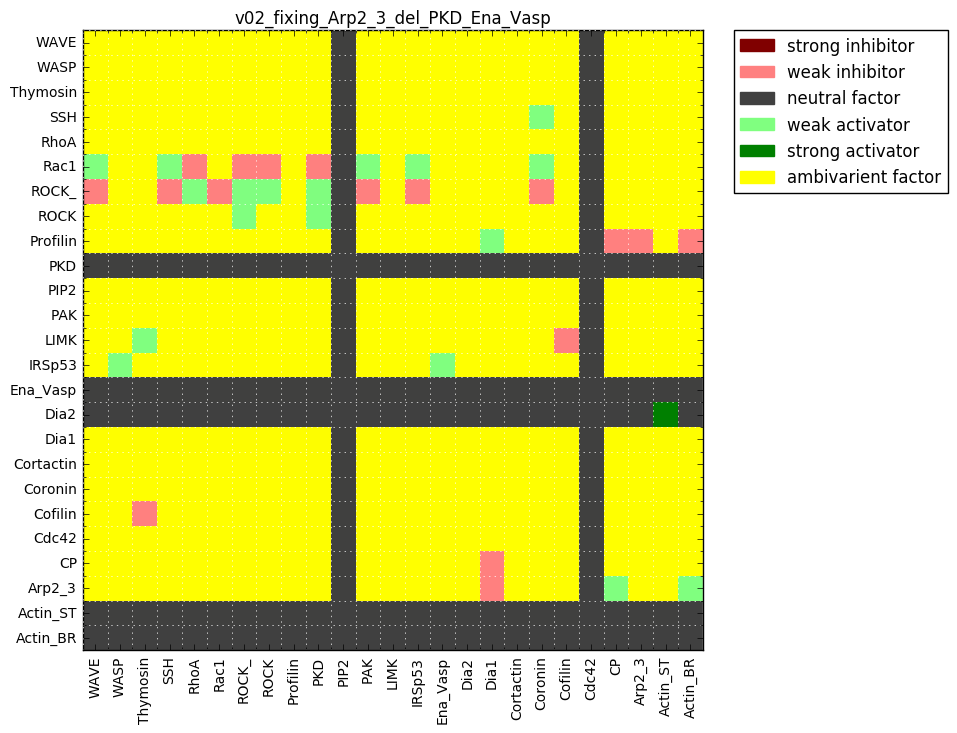 v02_fixing_Arp2_3_del_PKD_Ena_Vasp
WAVE
WASP
Thymosin
SSH
RhoA
Rac1
ROCK_
ROCK
Profilin
PKD
PIP2
PAK
LIMK
IRSp53
Ena_Vasp
Dia2
Dia1
Cortactin
Coronin
Cofilin
Cdc42
CP
Arp2_3
Actin_ST
Actin_BR
WAVE
WASP
Thymosin
SSH
RhoA
Rac1
ROCK_
ROCK
Profilin
PKD
PIP2
PAK
LIMK
IRSp53
Ena_Vasp
Dia2
Dia1
Cortactin
Coronin
Cofilin
Cdc42
CP
Arp2_3
Actin_ST
Actin_BR
strong inhibitor
weak inhibitor
neutral factor
weak activator
strong activator
ambivarient factor